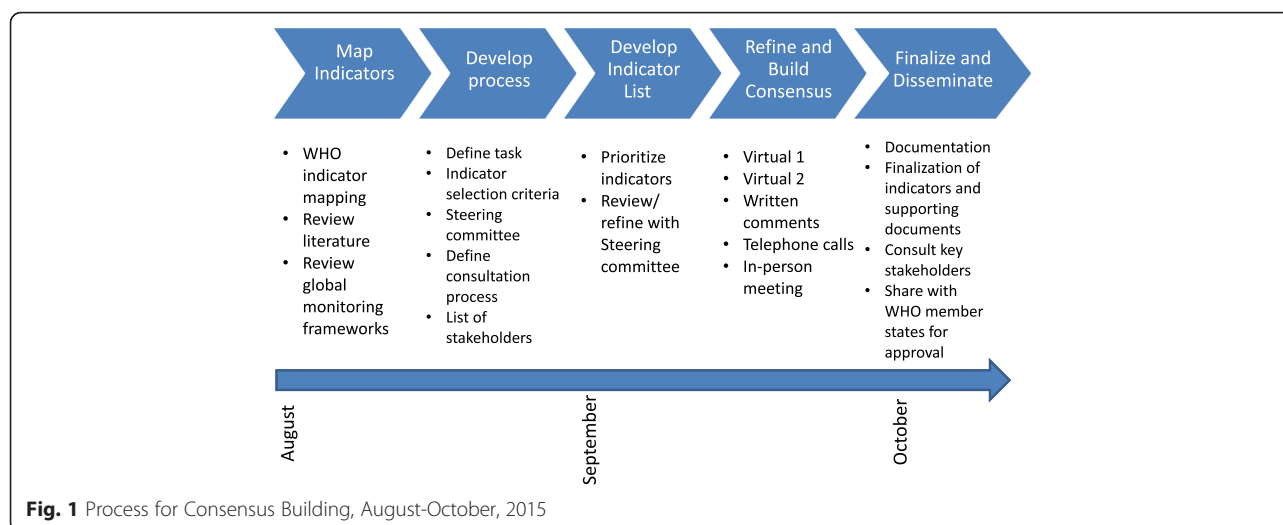 Map
Indicators
Develop
process
Develop
Indicator
List
Refine and
Build
Consensus
Finalize and
Disseminate
• WHO
indicator
mapping
• Review
literature
• Review
global
monitoring
frameworks
• Define task
• Indicator
selection criteria
• Steering
committee
• Define
consultation
process
• List of
stakeholders
• Prioritize
indicators
• Review/
refine with
Steering
committee
• Virtual 1
• Virtual 2
• Written
comments
• Telephone calls
• In-person
meeting
• Documentation
• Finalization of
indicators and
supporting
documents
• Consult key
stakeholders
• Share with
WHO member
states for
approval
August
September
October
Fig. 1 Process for Consensus Building, August-October, 2015